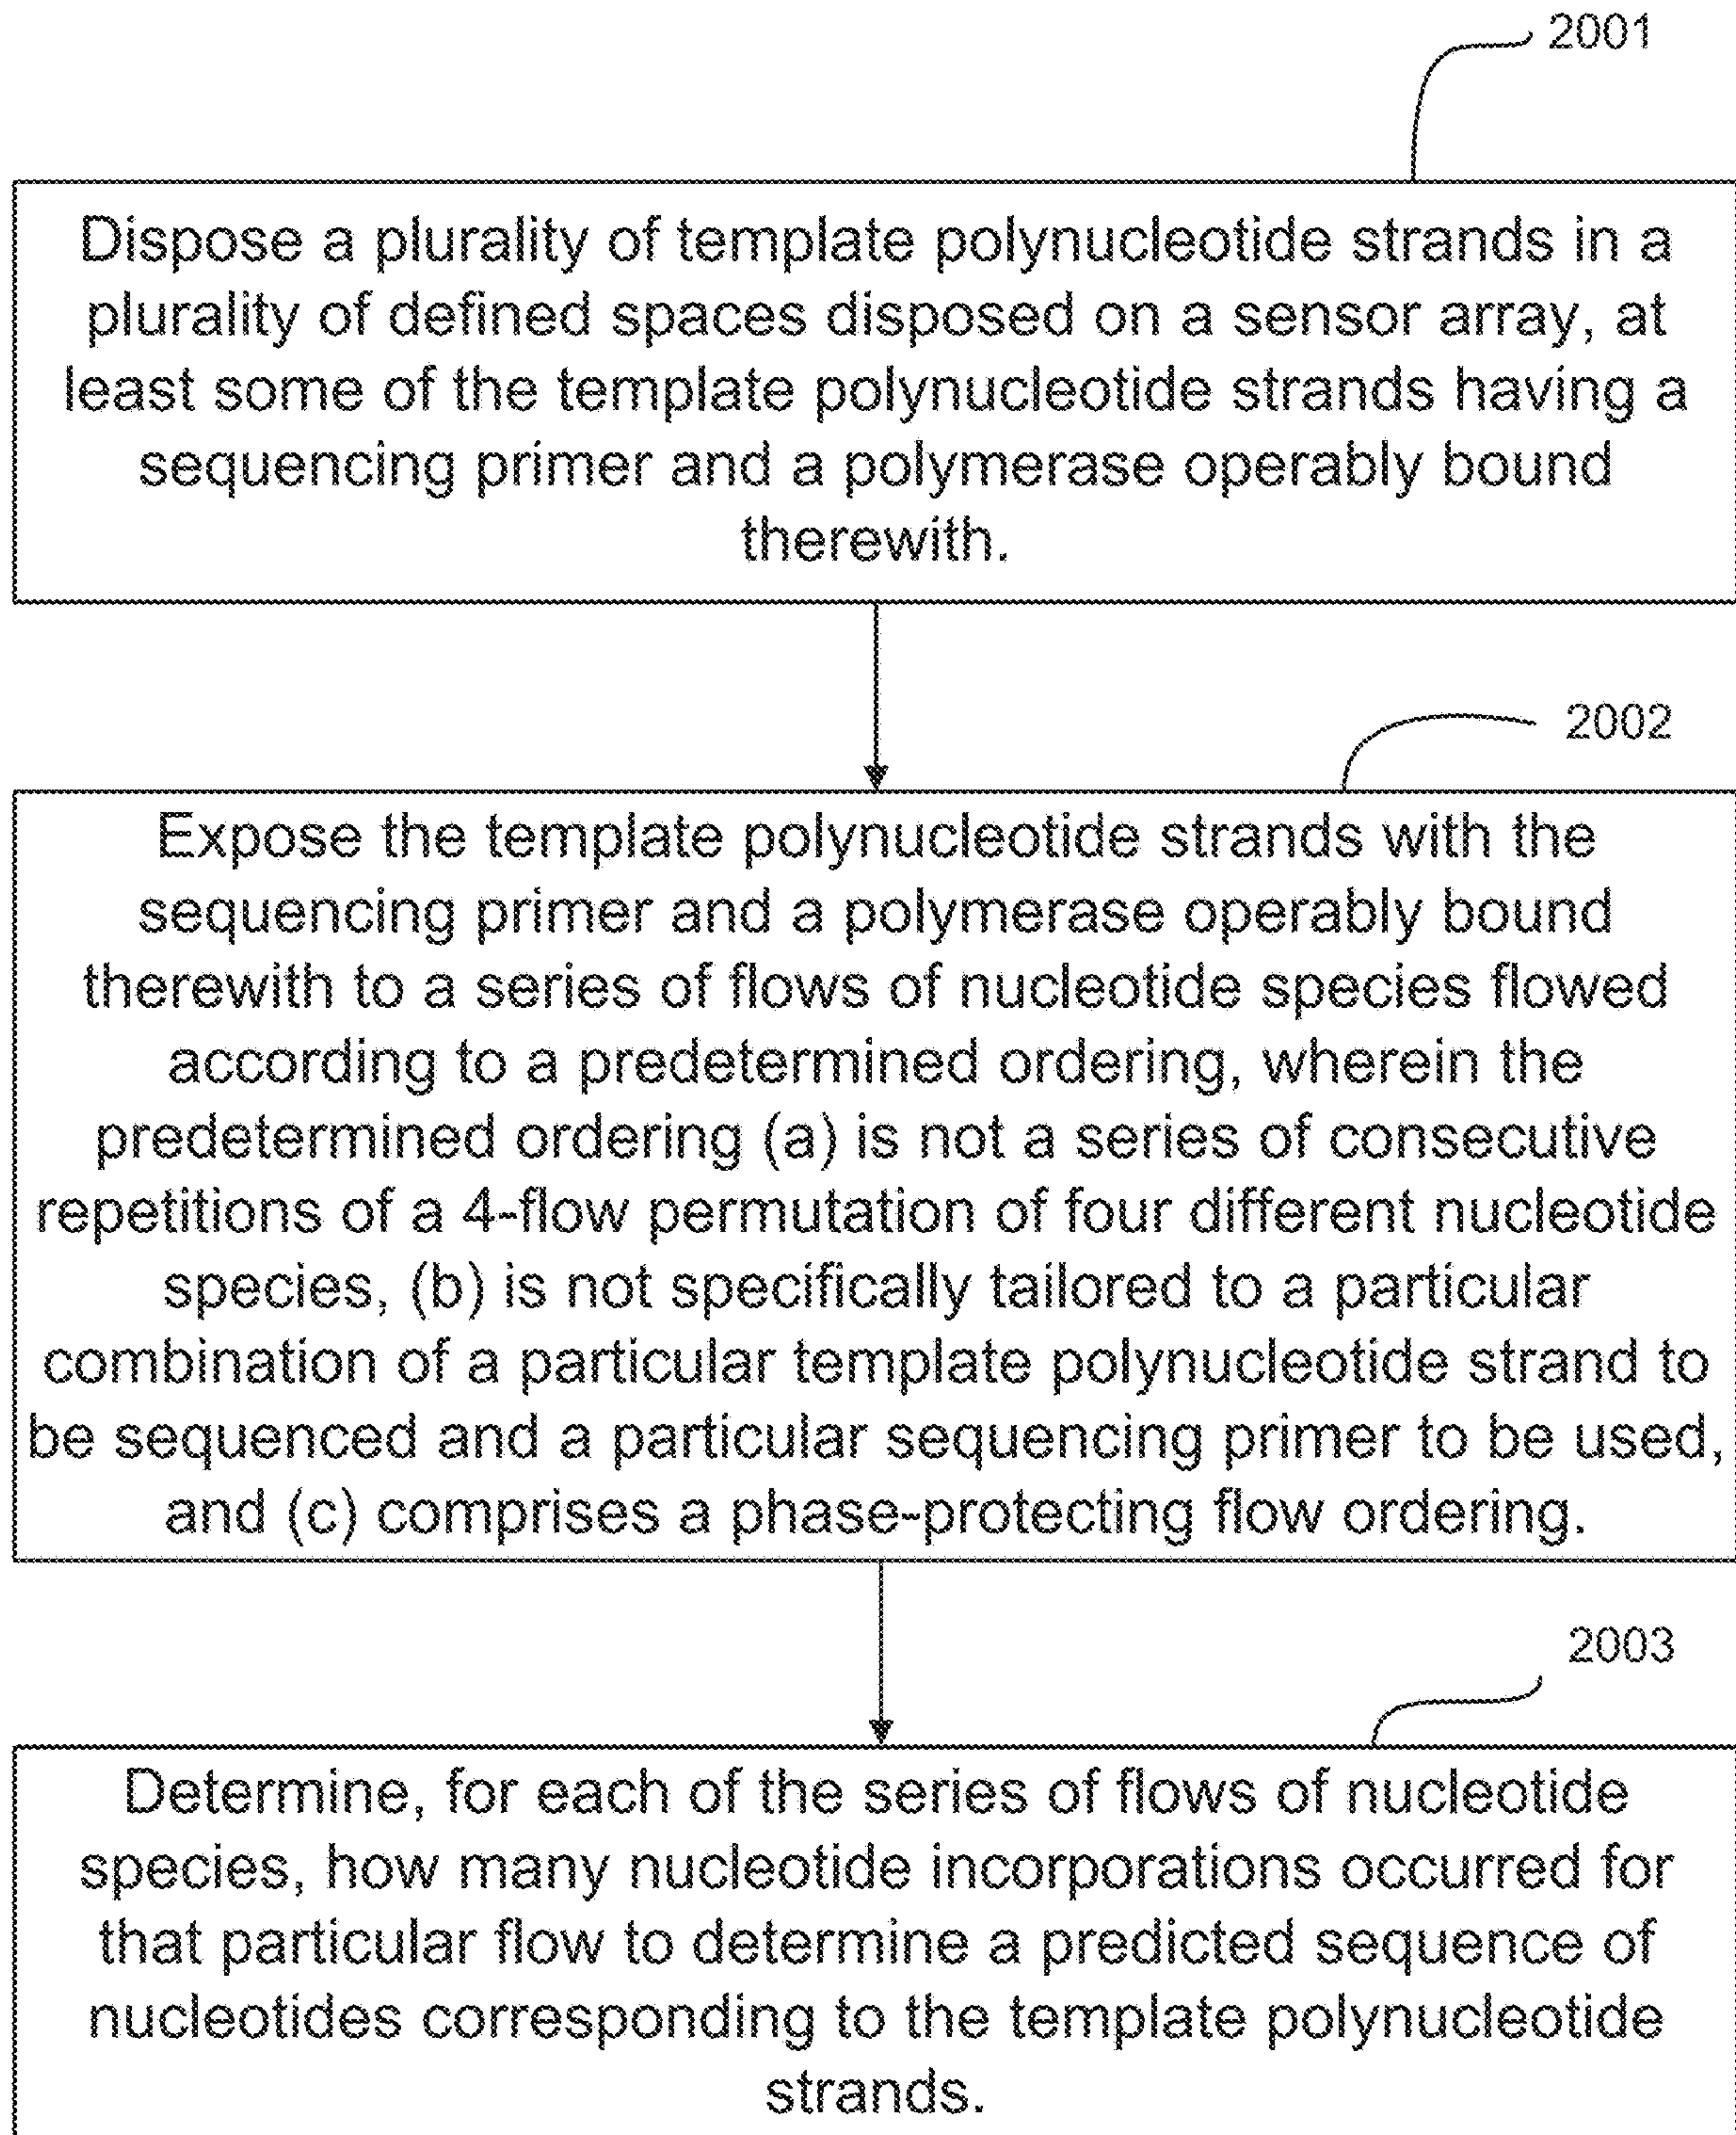 2001
Dispose a plurality of template polynucleotide strands in a
plurality of defined spaces disposed on a sensor array, at
least some of the template polynucleotide strands having a
sequencing primer and a polymerase operably bound
therewith.
2002
Expose the template polynucleotide strands with the
sequencing primer and a polymerase operably bound
therewith to a series of flows of nucleotide species flowed
according to a predetermined ordering, wherein the
predetermined ordering (a) is not a series of consecutive
repetitions of a 4-flow permutation of four different nucleotide
species, (b) is not specifically tailored to a particular
combination of a particular template polynucleotide strand to
be sequenced and a particular sequencing primer to be used,
and (c) comprises a phase-protecting flow ordering.
2003
Determine, for each of the series of flows of nucleotide
species, how many nucleotide incorporations occurred for
that particular flow to determine a predicted sequence of
nucleotides corresponding to the template polynucleotide
strands.